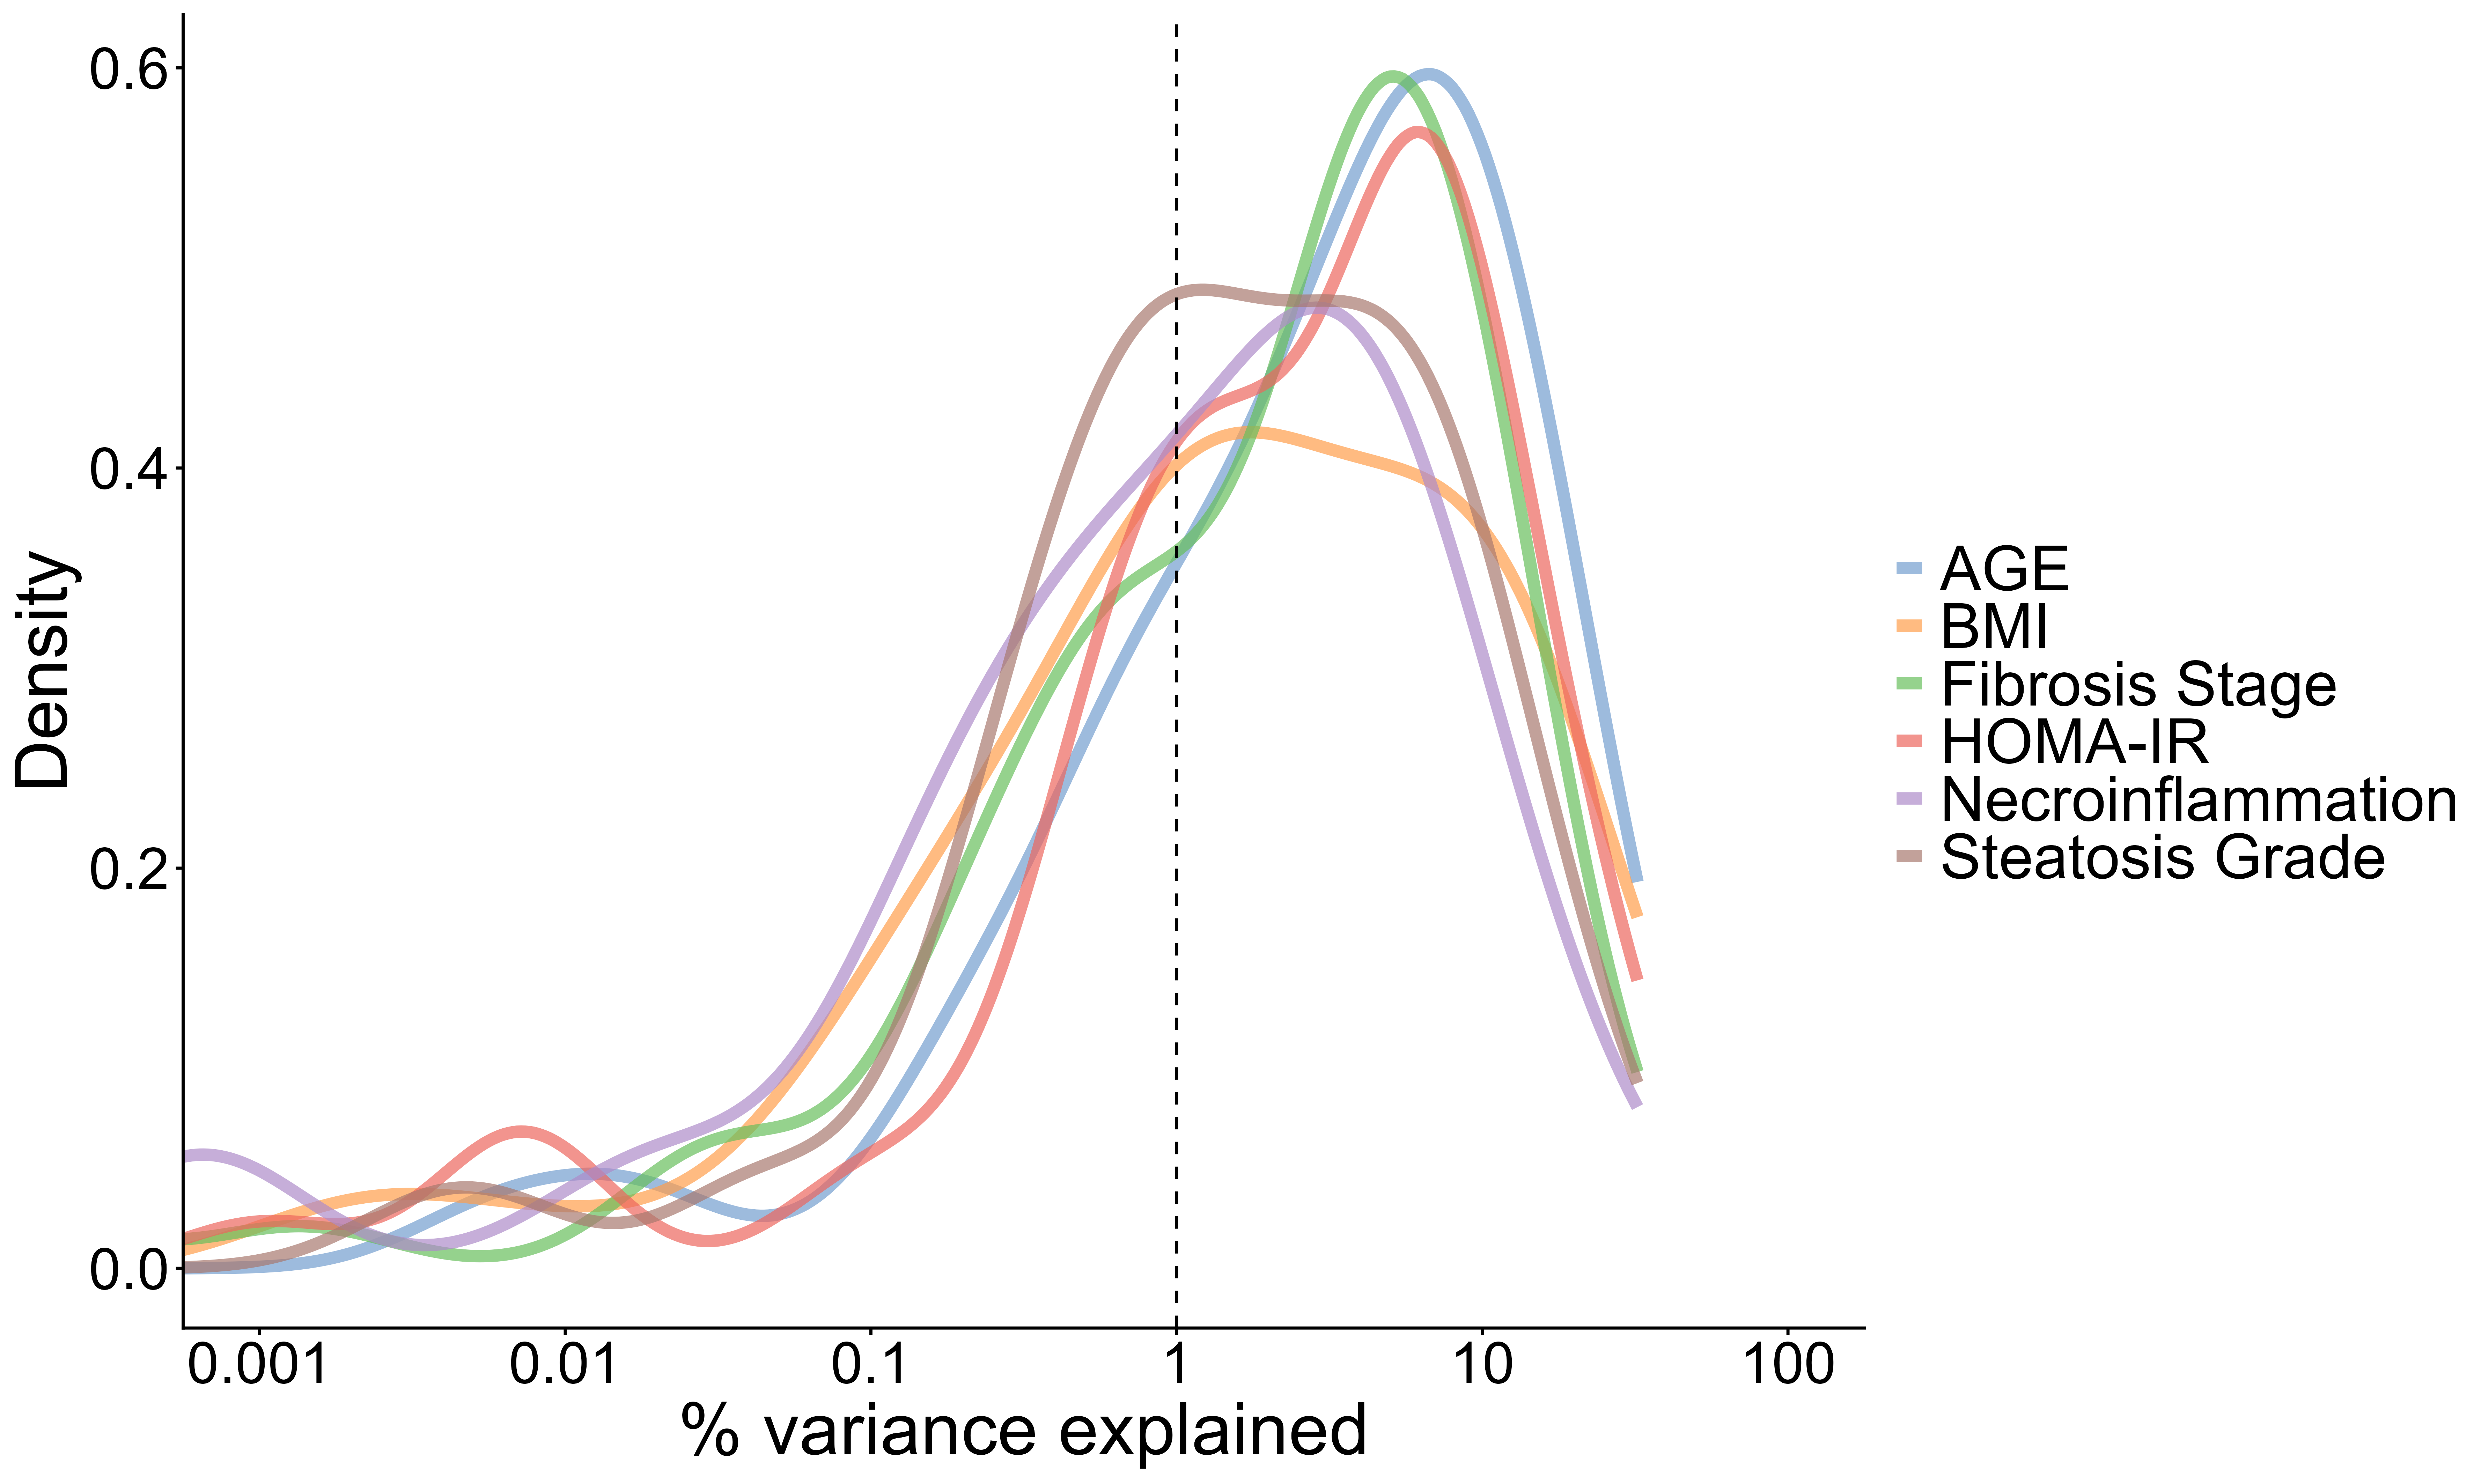 Density
0.6
0.4
0.2
0.0
0.001 0.01 0.1 1 10 100
% variance explained
AGE
BMI
Fibrosis Stage
HOMA-IR
Necroinflammation
Steatosis Grade